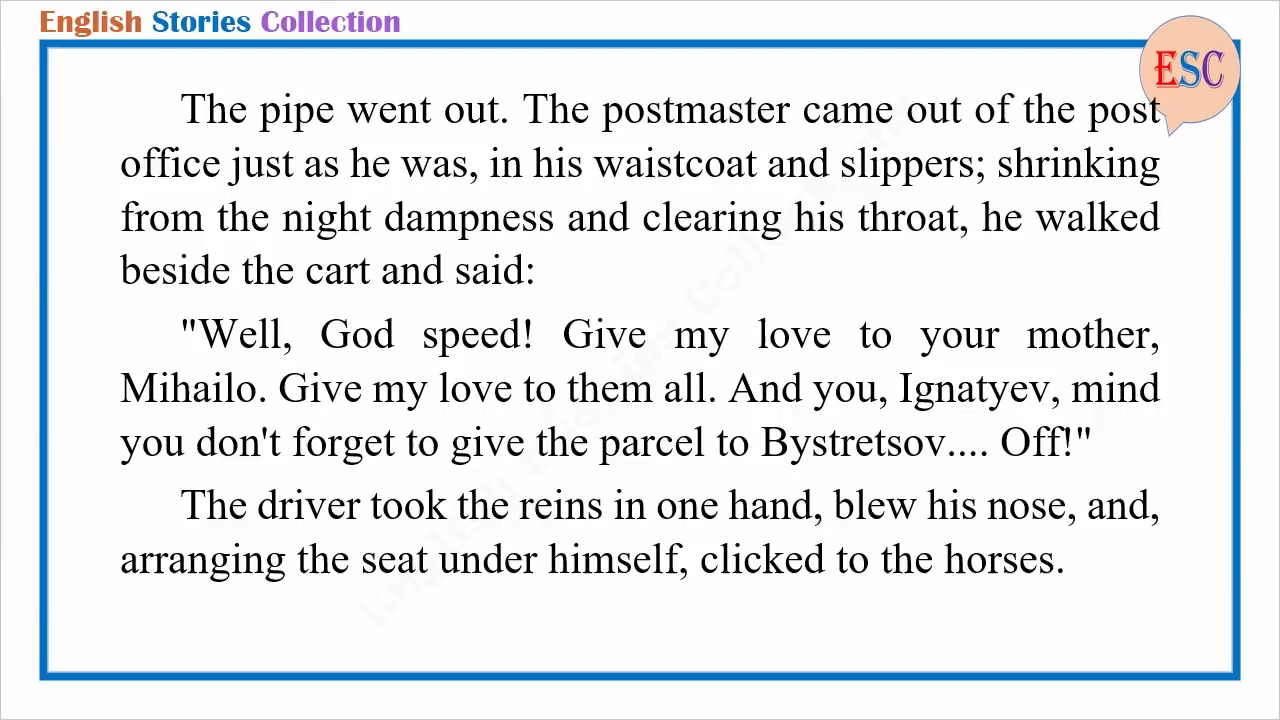 English Stories Collection
ESC
The pipe went out. The postmaster came out of the post
office just as he was, in his waistcoat and slippers; shrinking
from the night dampness and clearing his throat, he walked
beside the cart and said:
"Well, God speed! Give my love to your mother,
Mihailo. Give my love to them all. And you, Ignatyev, mind
you don't forget to give the parcel to Bystretsov.... Off!"
The driver took the reins in one hand, blew his nose, and,
arranging the seat under himself, clicked to the horses.